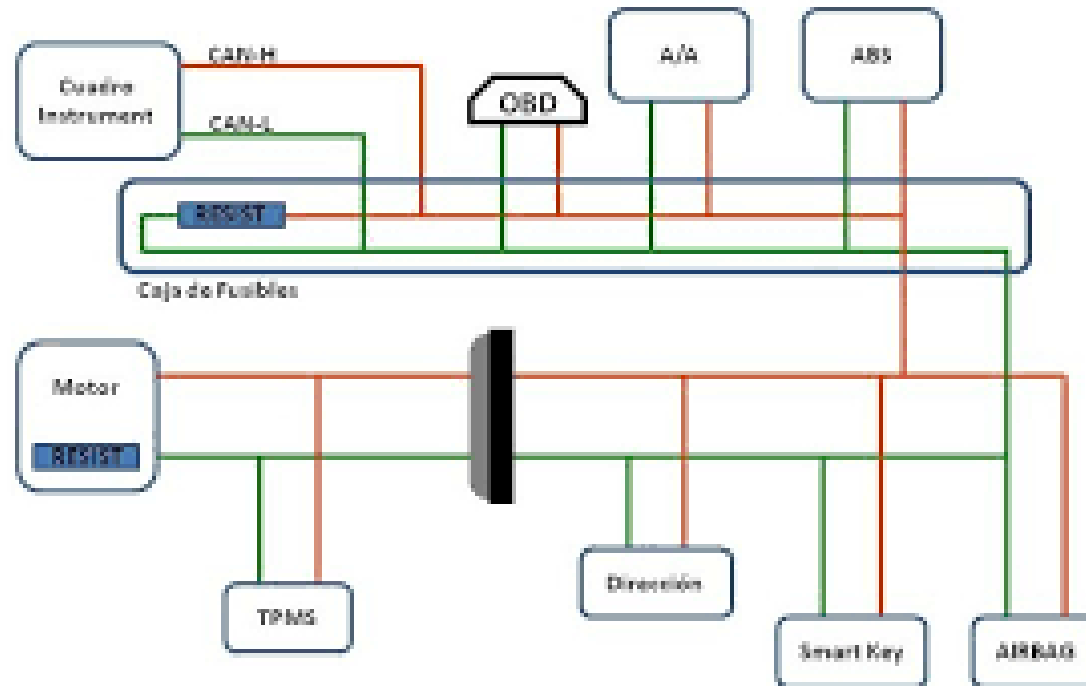 CAN-H
Cuadro
Instrument
CAN-L
OBD
A/A
ABS
RESIST
Caja de Fusibles
Motor
RESIST
TPMS
Dirección
Smart Key
AIRBAG